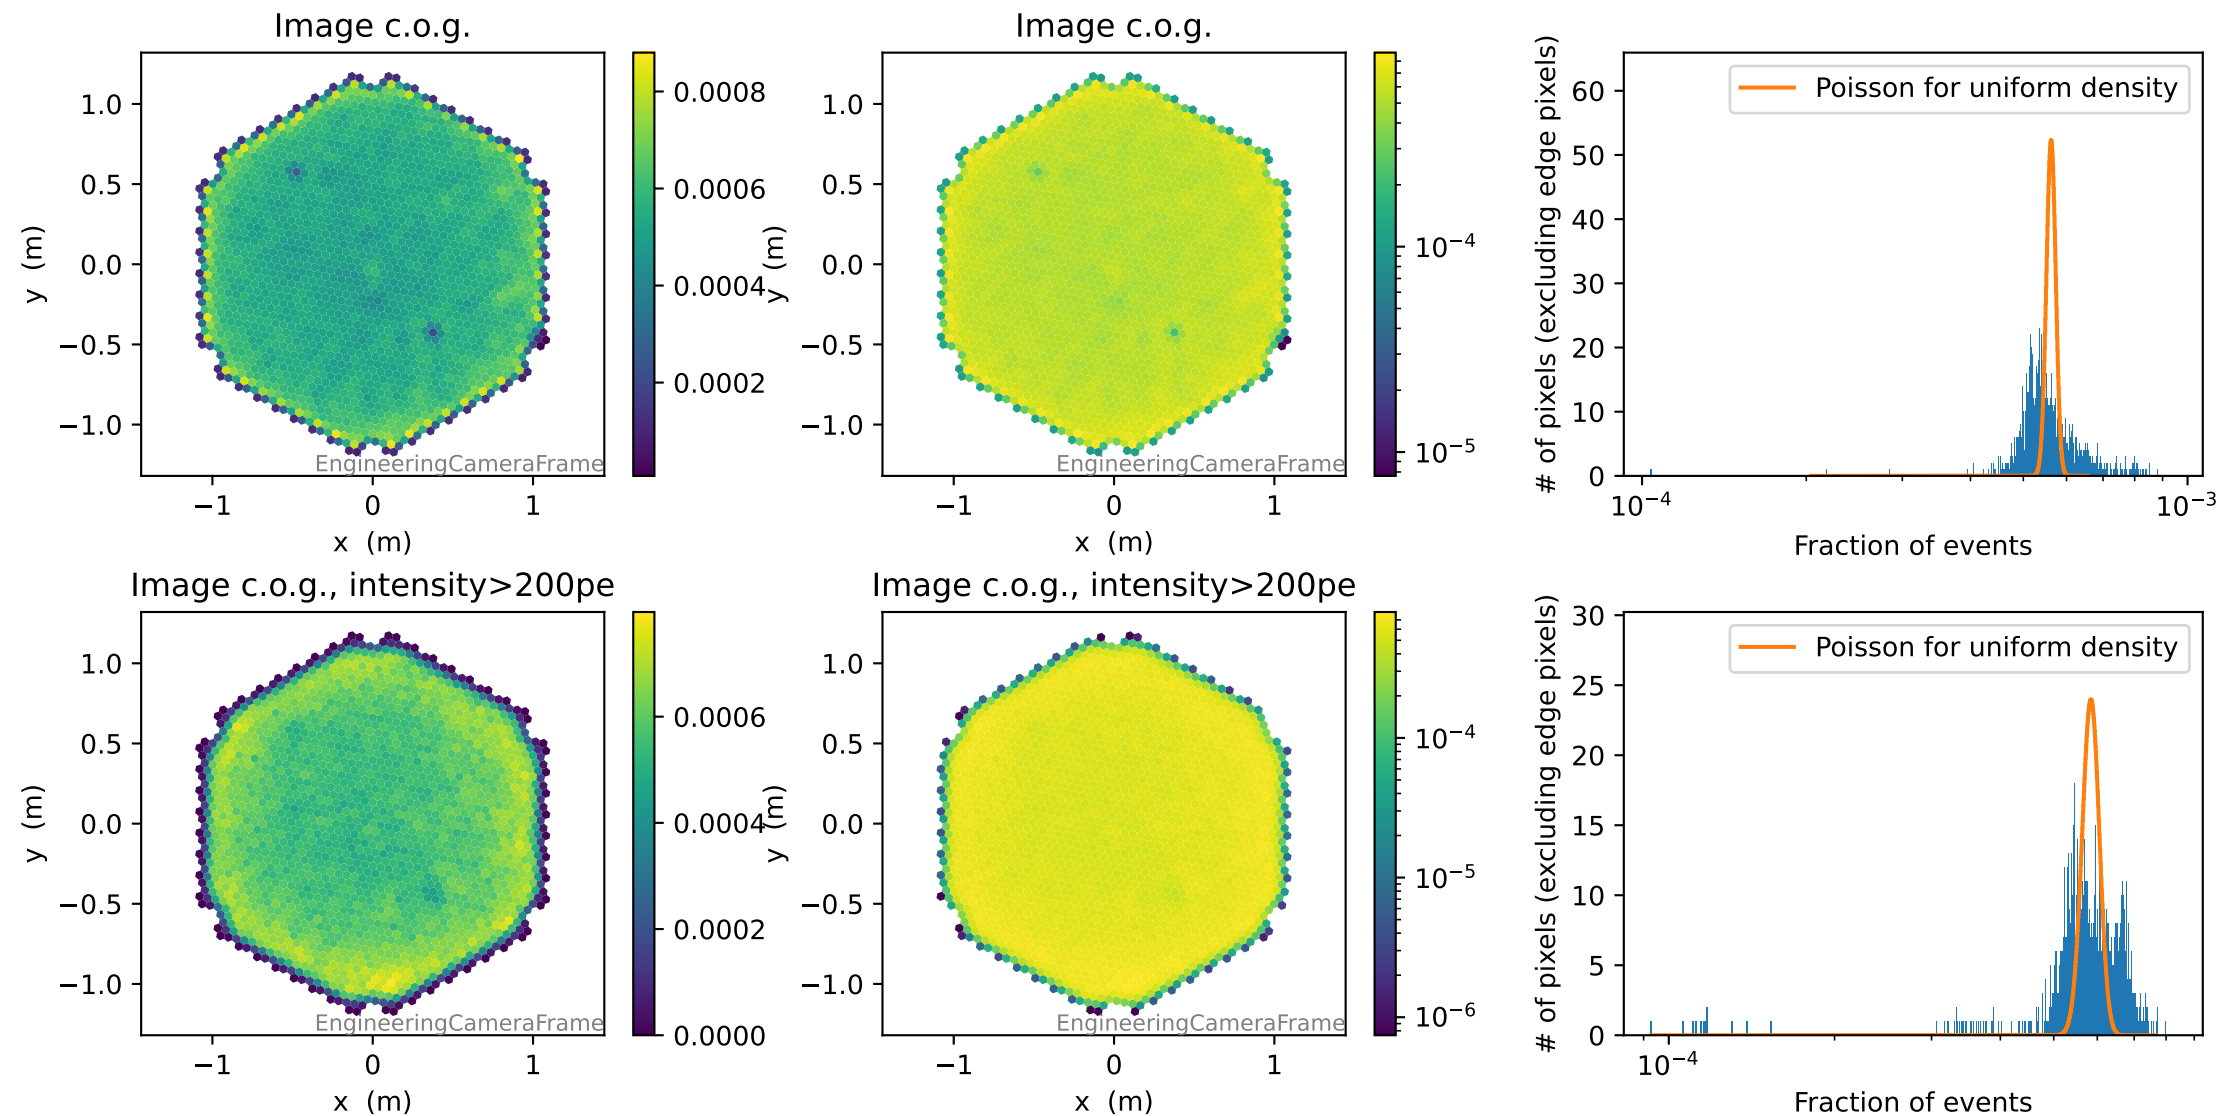 Image c.o.g.
1.0
0.5
0.0
−0.5
−1.0
y (m)
−1
0
1
x (m)
EngineeringCameraFrame
0.0008
0.0006
0.0004
0.0002
Image c.o.g.
1.0
0.5
0.0
−0.5
−1.0
y (m)
−1
0
1
x (m)
EngineeringCameraFrame
10⁻⁴
10⁻⁵
# of pixels (excluding edge pixels)
60
50
40
30
20
10
0
Poisson for uniform density
10⁻⁴
10⁻³
Fraction of events
Image c.o.g., intensity>200pe
1.0
0.5
0.0
−0.5
−1.0
y (m)
−1
0
1
x (m)
EngineeringCameraFrame
0.0006
0.0004
0.0002
0.0000
Image c.o.g., intensity>200pe
1.0
0.5
0.0
−0.5
−1.0
y (m)
−1
0
1
x (m)
EngineeringCameraFrame
10⁻⁴
10⁻⁵
10⁻⁶
# of pixels (excluding edge pixels)
30
25
20
15
10
5
0
Poisson for uniform density
10⁻⁴
Fraction of events